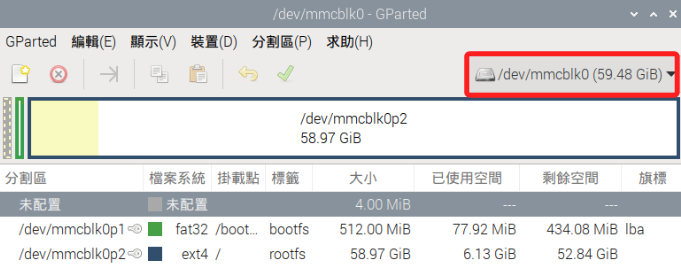 /dev/mmcblk0 - GParted
GParted 編輯(E) 顯示(V) 裝置(D) 分割區(P) 求助(H)
/dev/mmcblk0 (59.48 GiB)
/dev/mmcblk0p2
58.97 GiB
分割區 檔案系統 掛載點 標籤 大小 已使用空間 剩餘空間 旗標
未配置 未配置 4.00 MiB --- ---
/dev/mmcblk0p1 fat32 /boot... bootfs 512.00 MiB 77.92 MiB 434.08 MiB lba
/dev/mmcblk0p2 ext4 / rootfs 58.97 GiB 6.13 GiB 52.84 GiB